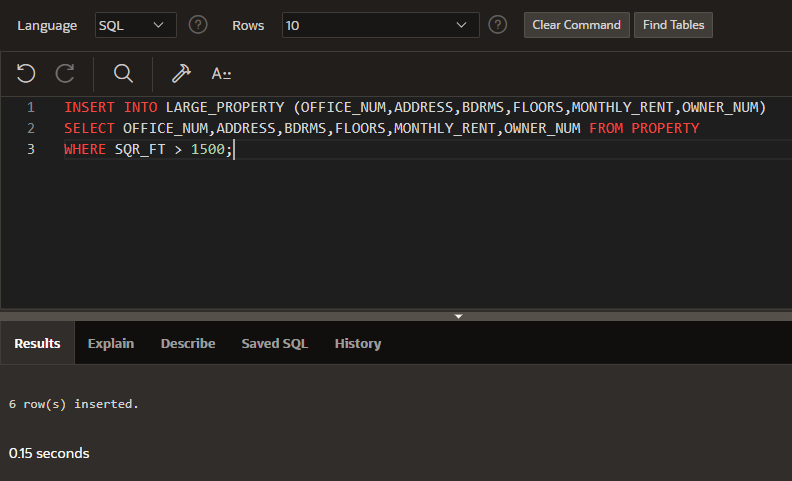 Language SQL ? Rows 10 ? Clear Command Find Tables
A::
1 INSERT INTO LARGE_PROPERTY (OFFICE_NUM,ADDRESS,BDRMS,FLOORS,MONTHLY_RENT,OWNER_NUM)
2 SELECT OFFICE_NUM,ADDRESS,BDRMS,FLOORS,MONTHLY_RENT,OWNER_NUM FROM PROPERTY
3 WHERE SQR_FT > 1500;
Results Explain Describe Saved SQL History
6 row(s) inserted.
0.15 seconds